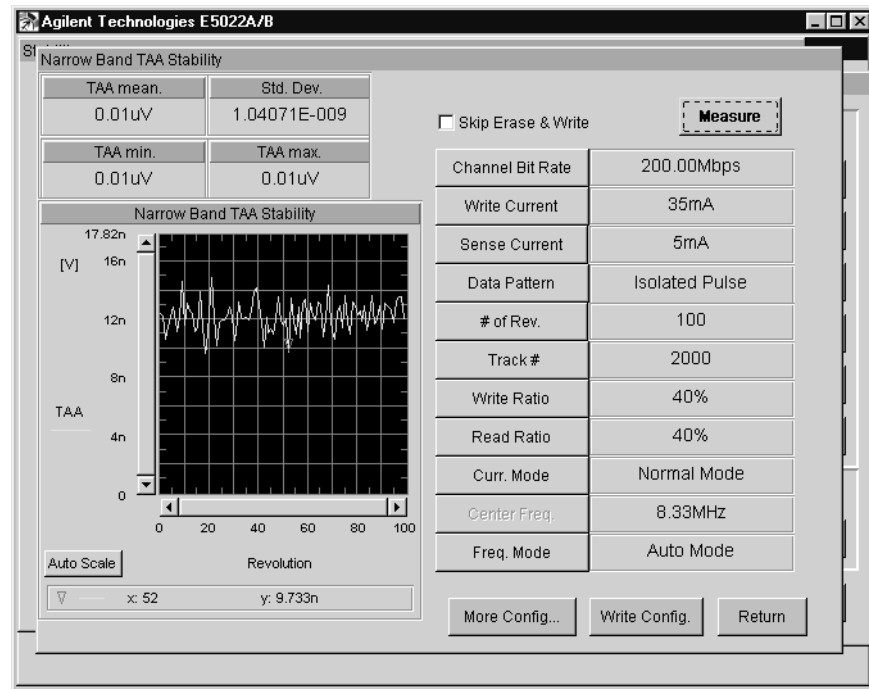 Agilent Technologies E5022A/B
Narrow Band TAA Stability
TAA mean. Std. Dev.
0.01uV 1.04071E-009
TAA min. TAA max.
0.01uV 0.01uV
Skip Erase & Write Measure
Narrow Band TAA Stability
17.82n
[V] 16n
12n
8n
TAA
4n
0
0 20 40 60 80 100
Auto Scale Revolution
x: 52 y: 9.733n
Channel Bit Rate 200.00Mbps
Write Current 35mA
Sense Current 5mA
Data Pattern Isolated Pulse
# of Rev. 100
Track # 2000
Write Ratio 40%
Read Ratio 40%
Curr. Mode Normal Mode
Center Freq. 8.33MHz
Freq. Mode Auto Mode
More Config... Write Config. Return